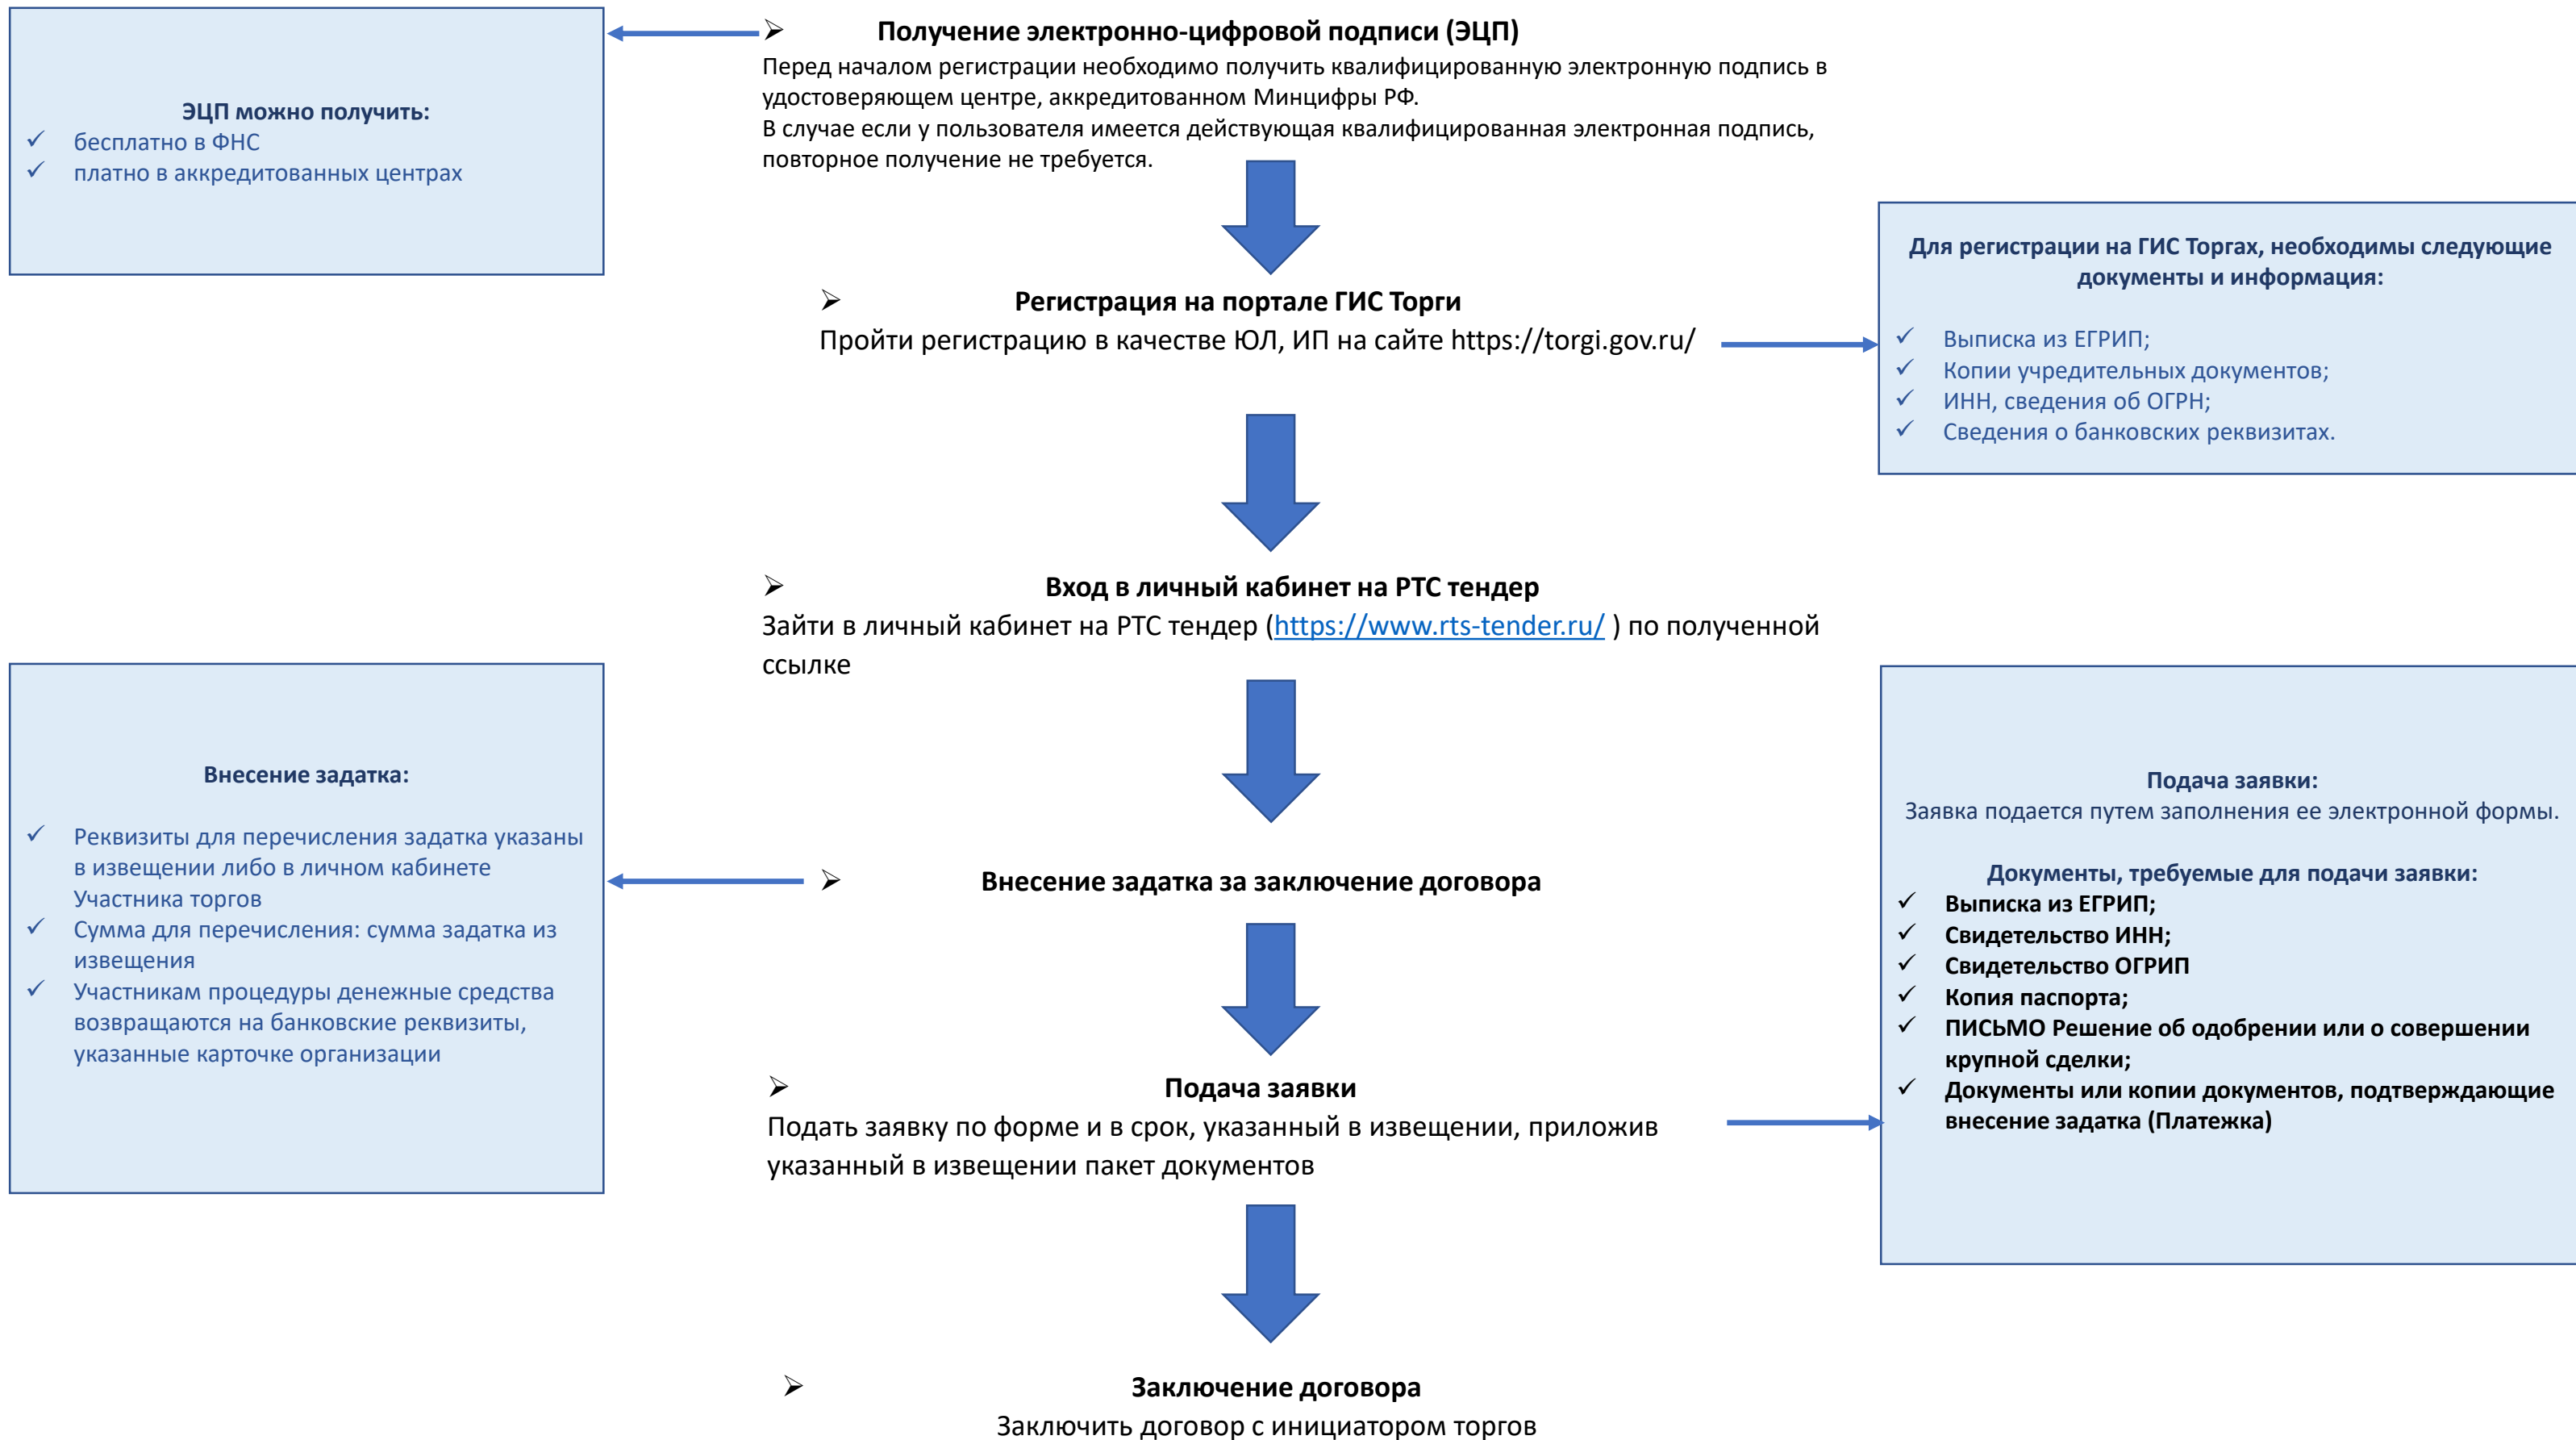 Получение электронно-цифровой подписи (ЭЦП)
Перед началом регистрации необходимо получить квалифицированную электронную подпись в
удостоверяющем центре, аккредитованном Минцифры РФ.
В случае если у пользователя имеется действующая квалифицированная электронная подпись,
повторное получение не требуется.
ЭЦП можно получить:
бесплатно в ФНС
платно в аккредитованных центрах
Регистрация на портале ГИС Торги
Пройти регистрацию в качестве ЮЛ, ИП на сайте https://torgi.gov.ru/
Для регистрации на ГИС Торгах, необходимы следующие
документы и информация:
Выписка из ЕГРИП;
Копии учредительных документов;
ИНН, сведения об ОГРН;
Сведения о банковских реквизитах.
Вход в личный кабинет на РТС тендер
Зайти в личный кабинет на РТС тендер (https://www.rts-tender.ru/ ) по полученной
ссылке
Внесение задатка за заключение договора
Внесение задатка:
Реквизиты для перечисления задатка указаны
в извещении либо в личном кабинете
Участника торгов
Сумма для перечисления: сумма задатка из
извещения
Участникам процедуры денежные средства
возвращаются на банковские реквизиты,
указанные карточке организации
Подача заявки
Подать заявку по форме и в срок, указанный в извещении, приложив
указанный в извещении пакет документов
Подача заявки:
Заявка подается путем заполнения ее электронной формы.
Документы, требуемые для подачи заявки:
Выписка из ЕГРИП;
Свидетельство ИНН;
Свидетельство ОГРИП
Копия паспорта;
ПИСЬМО Решение об одобрении или о совершении
крупной сделки;
Документы или копии документов, подтверждающие
внесение задатка (Платежка)
Заключение договора
Заключить договор с инициатором торгов